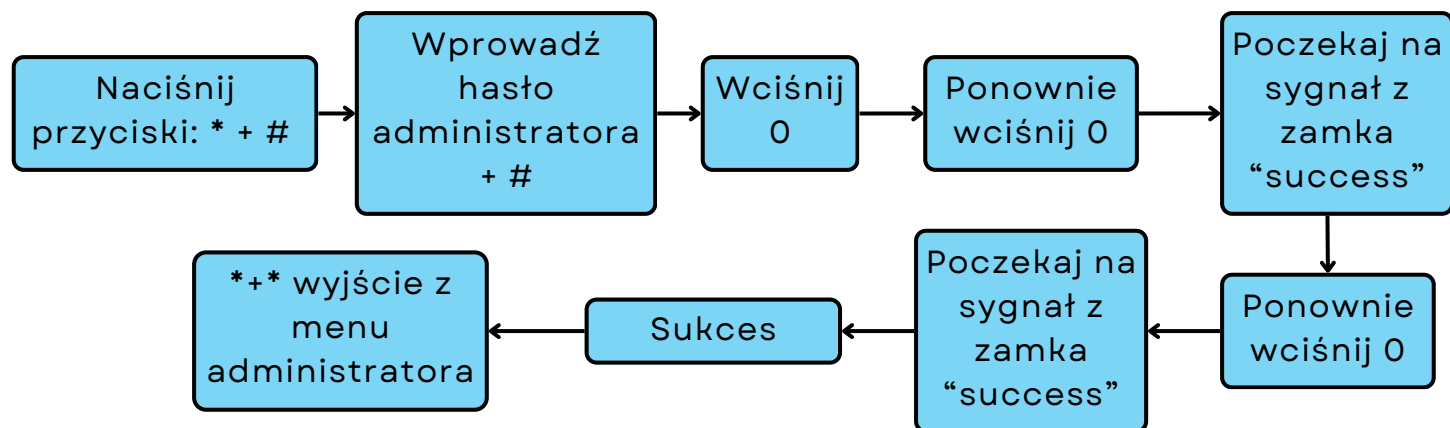 Naciśnij
przyciski: * + #
Wprowadź
hasło
administratora
+ #
Wciśnij
0
Ponownie
wciśnij 0
Poczekaj na
sygnał z
zamka
“success”
Ponownie
wciśnij 0
Poczekaj na
sygnał z
zamka
“success”
Sukces
*+* wyjście z
menu
administratora